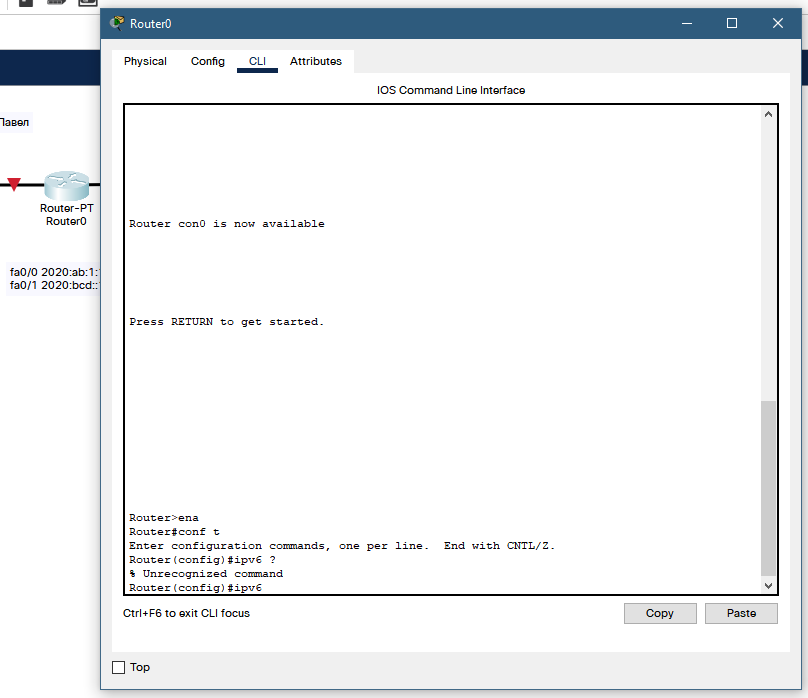 Router0
Physical Config CLI Attributes
IOS Command Line Interface
Павел
Router-PT
Router0
fa0/0 2020:ab:1:
fa0/1 2020:bcd::
Router con0 is now available
Press RETURN to get started.
Router>ena
Router#conf t
Enter configuration commands, one per line.  End with CNTL/Z.
Router(config)#ipv6 ?
% Unrecognized command
Router(config)#ipv6
Ctrl+F6 to exit CLI focus
Copy
Paste
Top